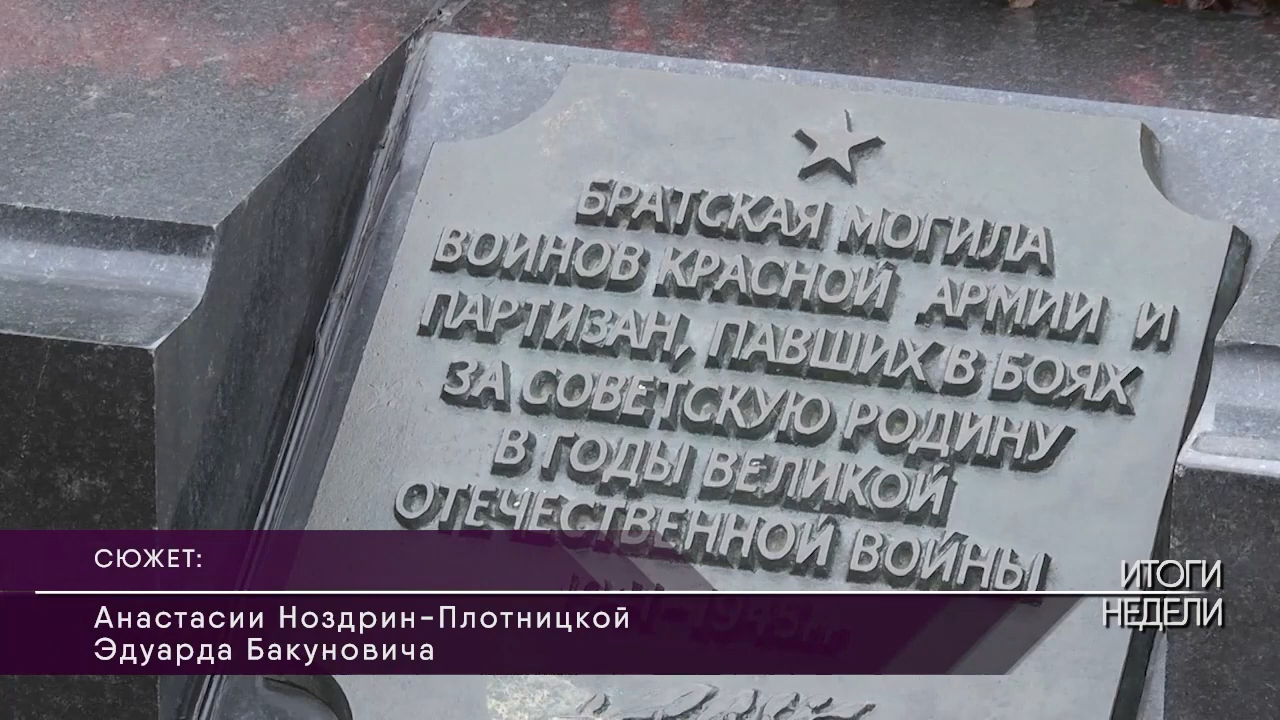 БРАТСКАЯ МОГИЛА
ВОИНОВ КРАСНОЙ АРМИИ И
ПАРТИЗАН, ПАВШИХ В БОЯХ
ЗА СОВЕТСКУЮ РОДИНУ
В ГОДЫ ВЕЛИКОЙ
ОТЕЧЕСТВЕННОЙ ВОЙНЫ
СЮЖЕТ:
Анастасии Ноздрин-Плотницкой
Эдуарда Бакуновича
ИТОГИ
НЕДЕЛИ